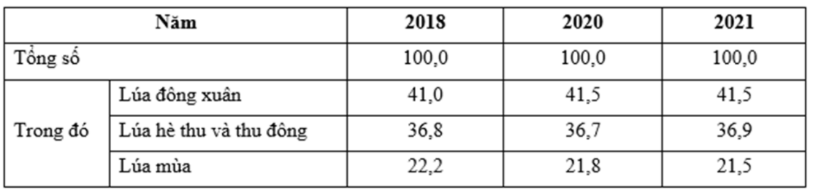 Năm 2018 2020 2021
Tổng số 100,0 100,0 100,0
Trong đó Lúa đông xuân 41,0 41,5 41,5
Lúa hè thu và thu đông 36,8 36,7 36,9
Lúa mùa 22,2 21,8 21,5